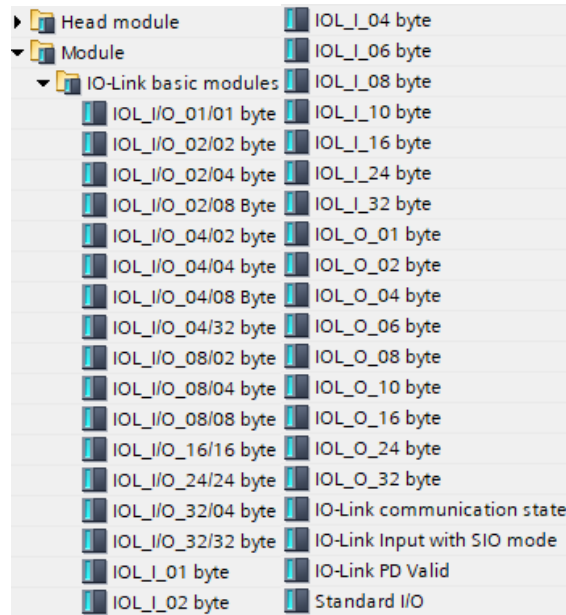 Head module
Module
IO-Link basic modules
IOL_I/O_01/01 byte
IOL_I/O_02/02 byte
IOL_I/O_02/04 byte
IOL_I/O_02/08 Byte
IOL_I/O_04/02 byte
IOL_I/O_04/04 byte
IOL_I/O_04/08 Byte
IOL_I/O_04/32 byte
IOL_I/O_08/02 byte
IOL_I/O_08/04 byte
IOL_I/O_08/08 byte
IOL_I/O_16/16 byte
IOL_I/O_24/24 byte
IOL_I/O_32/04 byte
IOL_I/O_32/32 byte
IOL_I_01 byte
IOL_I_02 byte
IOL_I_04 byte
IOL_I_06 byte
IOL_I_08 byte
IOL_I_10 byte
IOL_I_16 byte
IOL_I_24 byte
IOL_I_32 byte
IOL_O_01 byte
IOL_O_02 byte
IOL_O_04 byte
IOL_O_06 byte
IOL_O_08 byte
IOL_O_10 byte
IOL_O_16 byte
IOL_O_24 byte
IOL_O_32 byte
IO-Link communication state
IO-Link Input with SIO mode
IO-Link PD Valid
Standard I/O